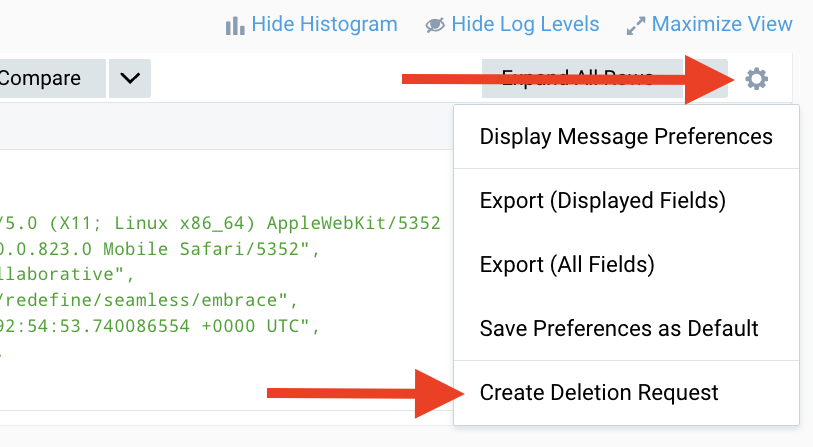 Hide Histogram Hide Log Levels Maximize View
Compare Expand All Rows
Display Message Preferences
Export (Displayed Fields)
/5.0 (X11; Linux x86_64) AppleWebKit/5352
0.0.823.0 Mobile Safari/5352",
Export (All Fields)
llaborative",
/redefine/seamless/embrace",
92:54:53.740086554 +0000 UTC",
Save Preferences as Default
Create Deletion Request